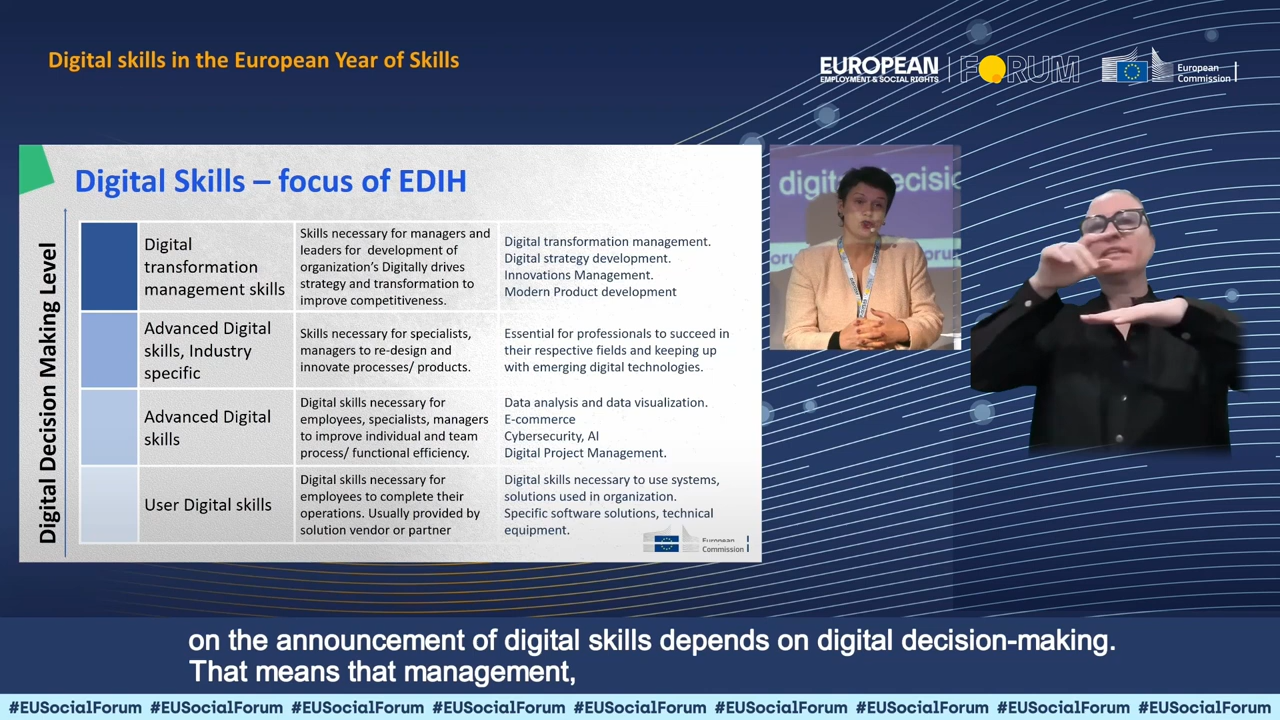 Digital skills in the European Year of Skills
EUROPEAN
EMPLOYMENT & SOCIAL RIGHTS
FORUM
European
Commission
Digital Skills – focus of EDIH
Digital Decision Making Level
Digital
transformation
management skills
Skills necessary for managers and
leaders for development of
organization's Digitally drives
strategy and transformation to
improve competitiveness.
Digital transformation management.
Digital strategy development.
Innovations Management.
Modern Product development
Advanced Digital
skills, Industry
specific
Skills necessary for specialists,
managers to re-design and
innovate processes/ products.
Essential for professionals to succeed in
their respective fields and keeping up
with emerging digital technologies.
Advanced Digital
skills
Digital skills necessary for
employees, specialists, managers
to improve individual and team
process/ functional efficiency.
Data analysis and data visualization.
E-commerce
Cybersecurity, AI
Digital Project Management.
User Digital skills
Digital skills necessary for
employees to complete their
operations. Usually provided by
solution vendor or partner
Digital skills necessary to use systems,
solutions used in organization.
Specific software solutions, technical
equipment.
European
Commission
on the announcement of digital skills depends on digital decision-making.
That means that management,
#EUSocialForum #EUSocialForum #EUSocialForum #EUSocialForum #EUSocialForum #EUSocialForum #EUSocialForum #EUSocialForum #EUSocialForum